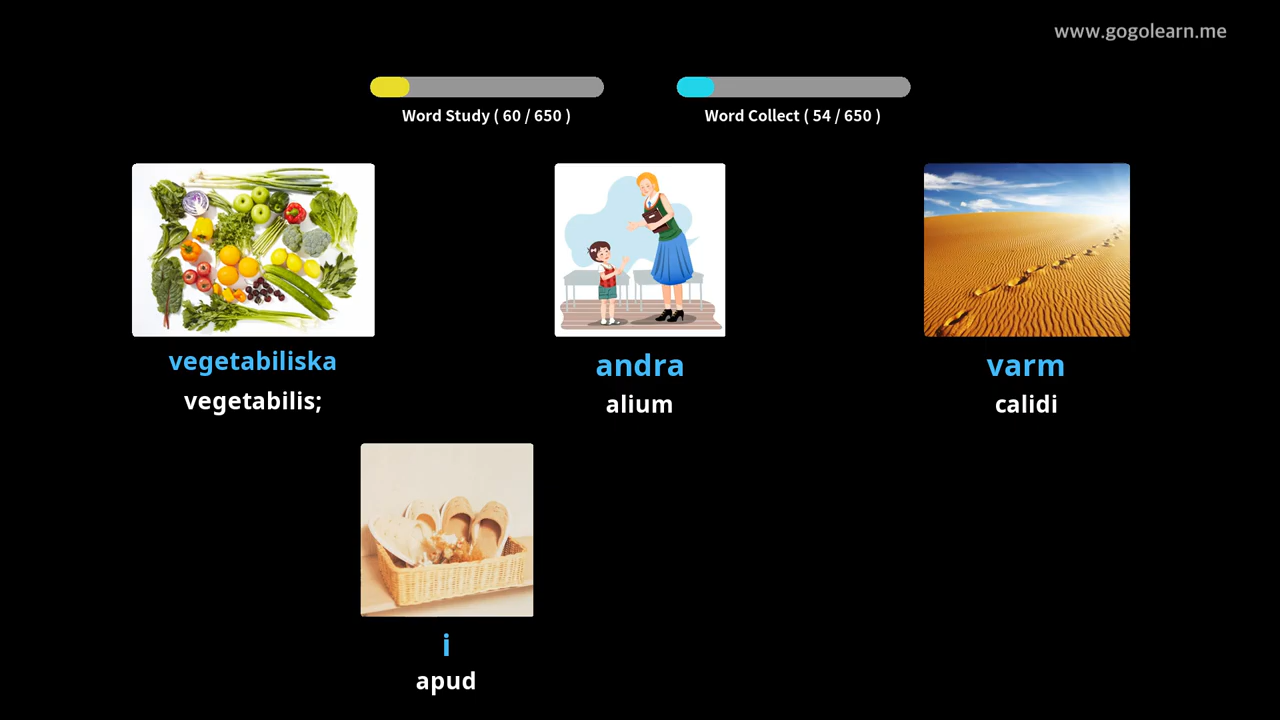 www.gogolearn.me
Word Study ( 60 / 650 )
Word Collect ( 54 / 650 )
vegetabiliska
vegetabilis;
andra
alium
varm
calidi
i
apud